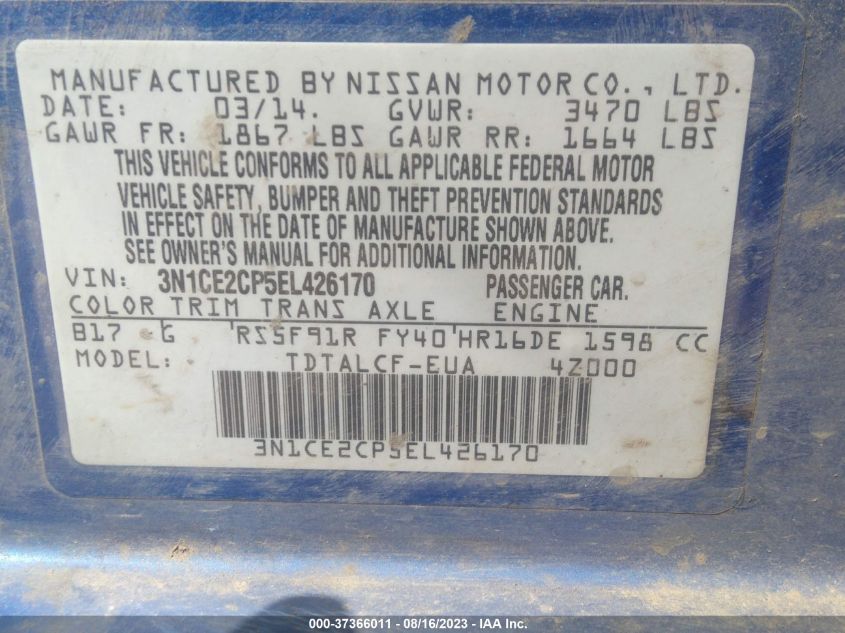 MANUFACTURED BY NISSAN MOTOR CO., LTD.
DATE: 03/14. GVWR: 3470 LBS
GAWR FR: 1867 LBS GAWR RR: 1664 LBS
THIS VEHICLE CONFORMS TO ALL APPLICABLE FEDERAL MOTOR
VEHICLE SAFETY, BUMPER AND THEFT PREVENTION STANDARDS
IN EFFECT ON THE DATE OF MANUFACTURE SHOWN ABOVE.
SEE OWNER'S MANUAL FOR ADDITIONAL INFORMATION.
VIN: 3N1CE2CP5EL426170 PASSENGER CAR.
COLOR TRIM TRANS AXLE ENGINE
B17 G RS5F91R FY40 HR16DE 1598 CC
MODEL: TDTALCF-EUA 4Z000
3N1CE2CP5EL426170
000-37366011 - 08/16/2023 - IAAI.COM